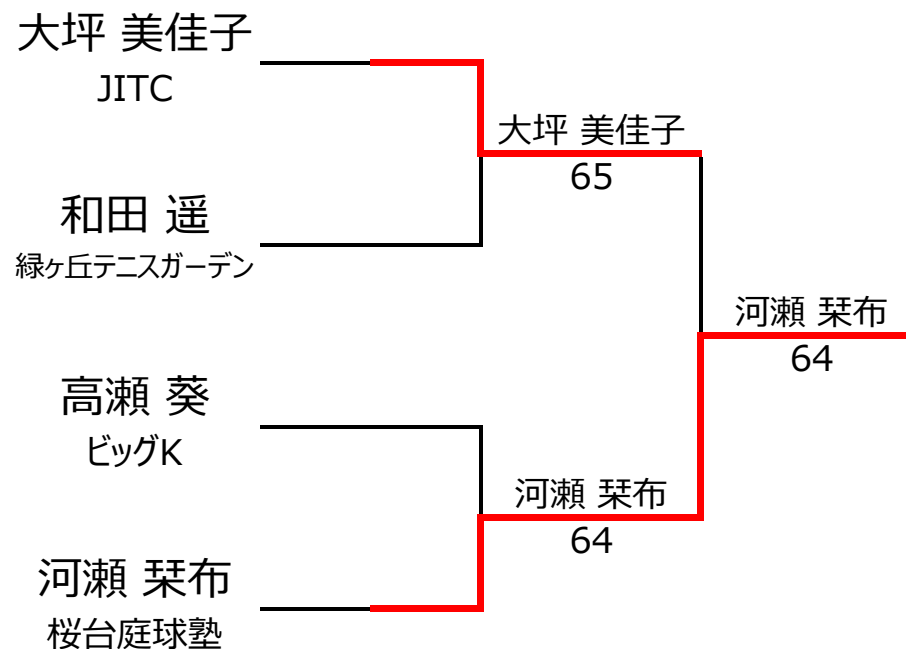 大坪 美佳子
JITC
大坪 美佳子
65
和田 遥
緑ヶ丘テニスガーデン
河瀬 栞布
64
高瀬 葵
ビッグK
河瀬 栞布
64
河瀬 栞布
桜台庭球塾